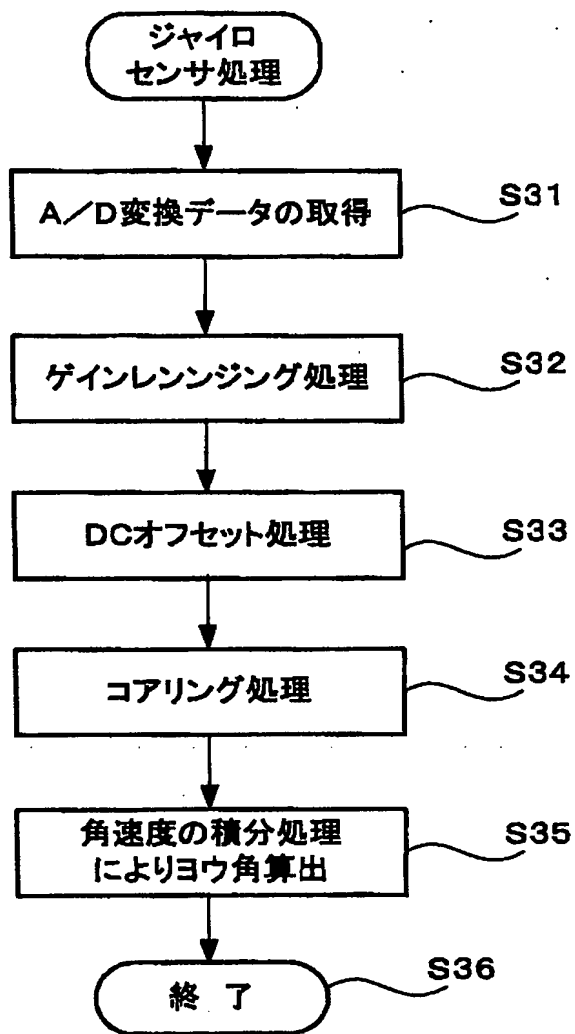 ジャイロ
センサ処理
A／D変換データの取得
S31
ゲインレンンジング処理
S32
DCオフセット処理
S33
コアリング処理
S34
角速度の積分処理
によりヨウ角算出
S35
終 了
S36